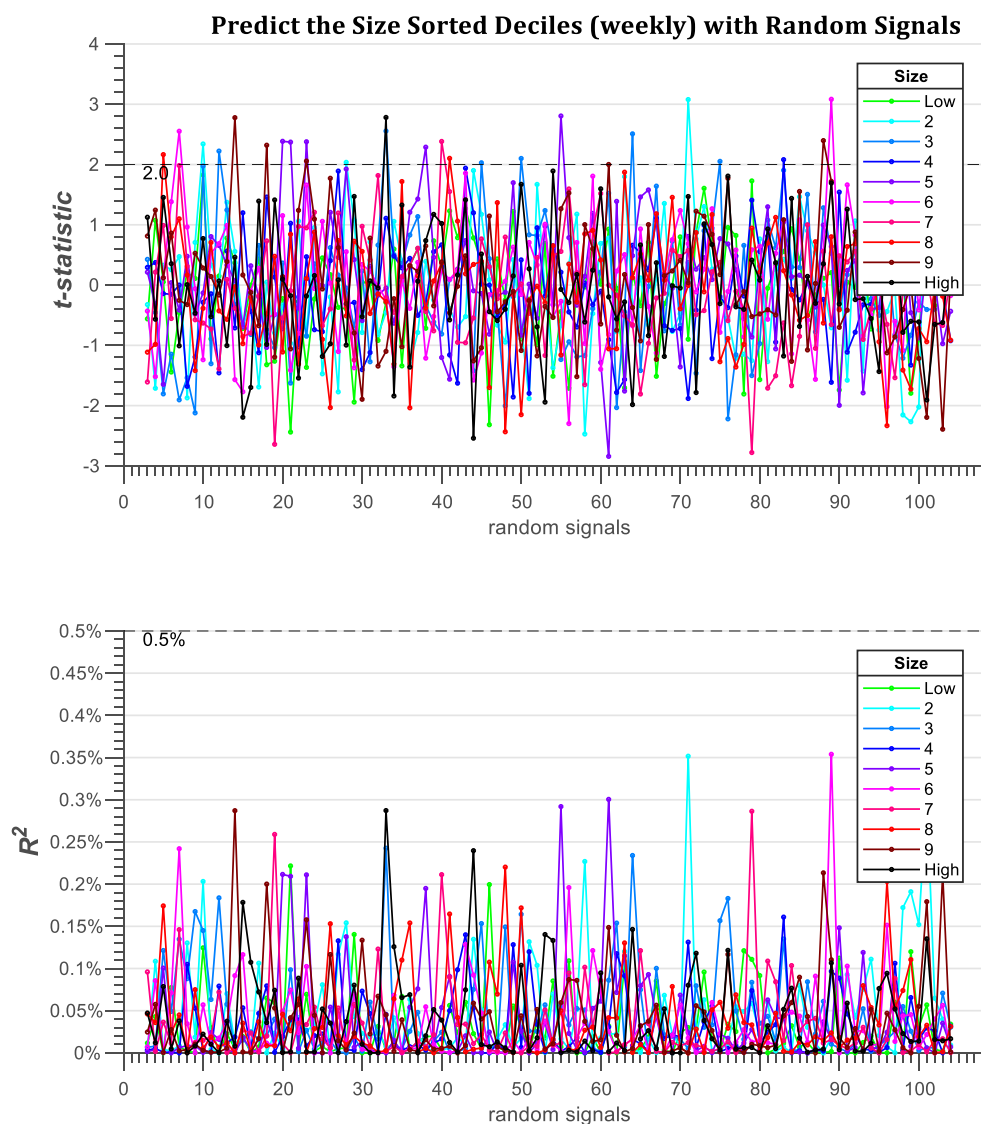 Predict the Size Sorted Deciles (weekly) with Random Signals
4
3
2
1
0
-1
-2
-3
t-statistic
2.0
Size
Low
2
3
4
5
6
7
8
9
High
0 10 20 30 40 50 60 70 80 90 100
random signals
0.5%
0.45%
0.4%
0.35%
0.3%
0.25%
0.2%
0.15%
0.1%
0.05%
0%
R²
0.5%
Size
Low
2
3
4
5
6
7
8
9
High
0 10 20 30 40 50 60 70 80 90 100
random signals